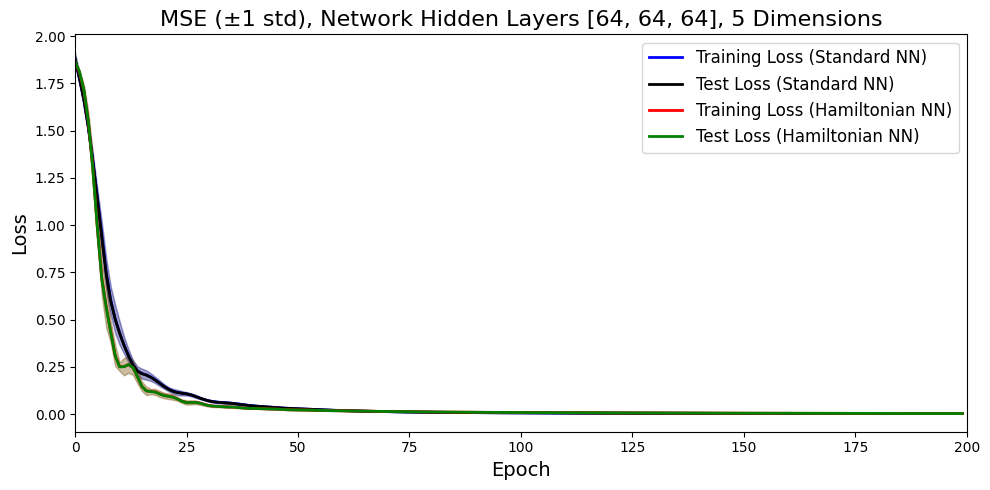 MSE (±1 std), Network Hidden Layers [64, 64, 64], 5 Dimensions
Training Loss (Standard NN)
Test Loss (Standard NN)
Training Loss (Hamiltonian NN)
Test Loss (Hamiltonian NN)
Loss
2.00
1.75
1.50
1.25
1.00
0.75
0.50
0.25
0.00
0 25 50 75 100 125 150 175 200
Epoch